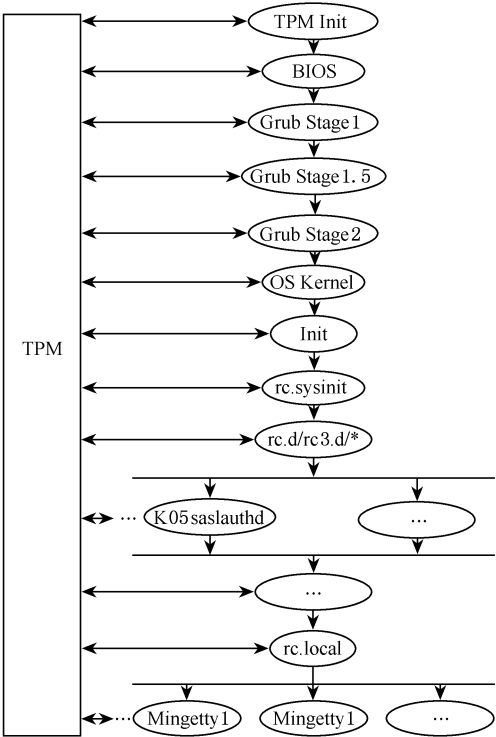 TPM Init
BIOS
Grub Stage1
Grub Stage1.5
Grub Stage2
OS Kernel
Init
TPM
rc.sysinit
rc.d/rc3.d/*
... K05saslauthd ...
...
rc.local
... Mingetty1 Mingetty1 ...